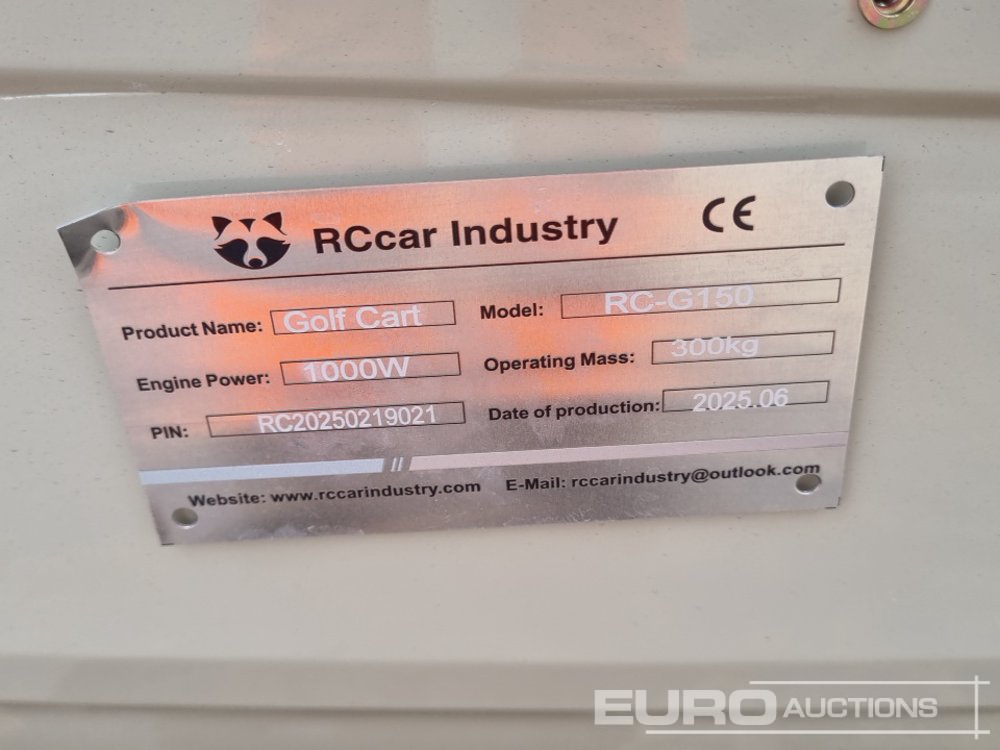 RCcar Industry CE
Product Name: Golf Cart Model: RC-G150
Engine Power: 1000W Operating Mass: 300kg
PIN: RC20250219021 Date of production: 2025.06
Website: www.rccarindustry.com E-Mail: rccarindustry@outlook.com
EURO AUCTIONS